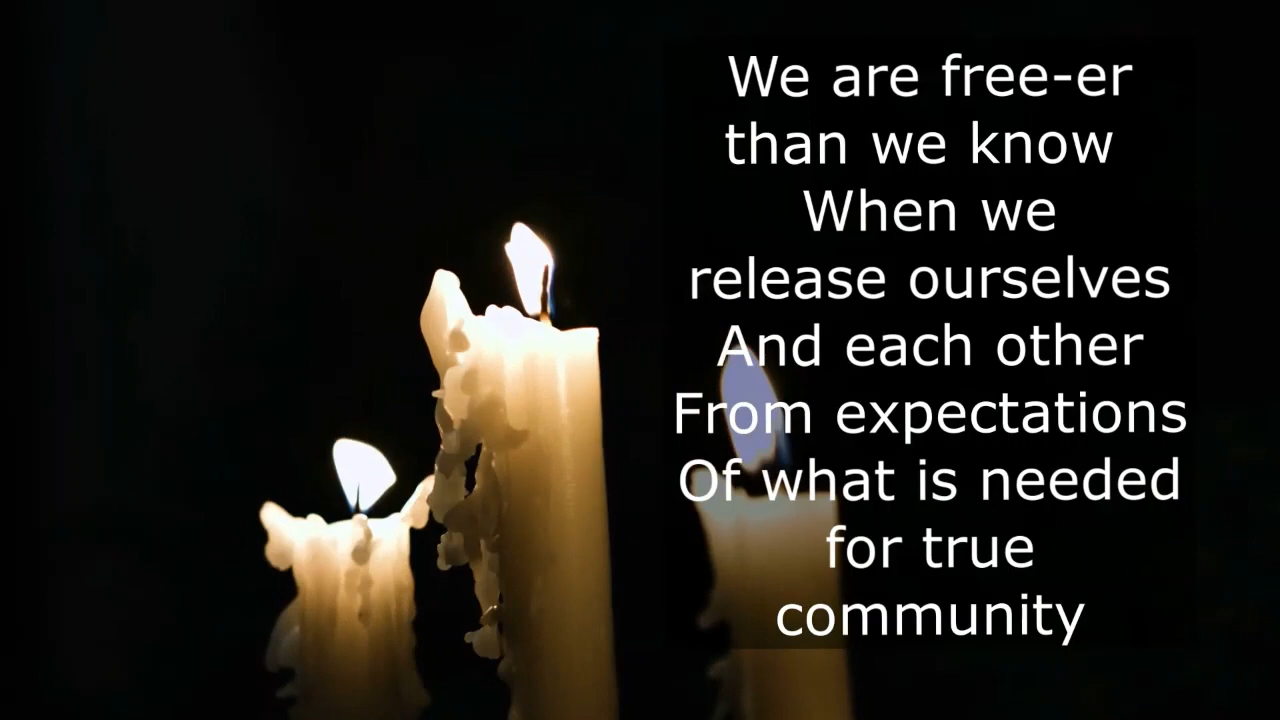 We are free-er
than we know
When we
release ourselves
And each other
From expectations
Of what is needed
for true
community